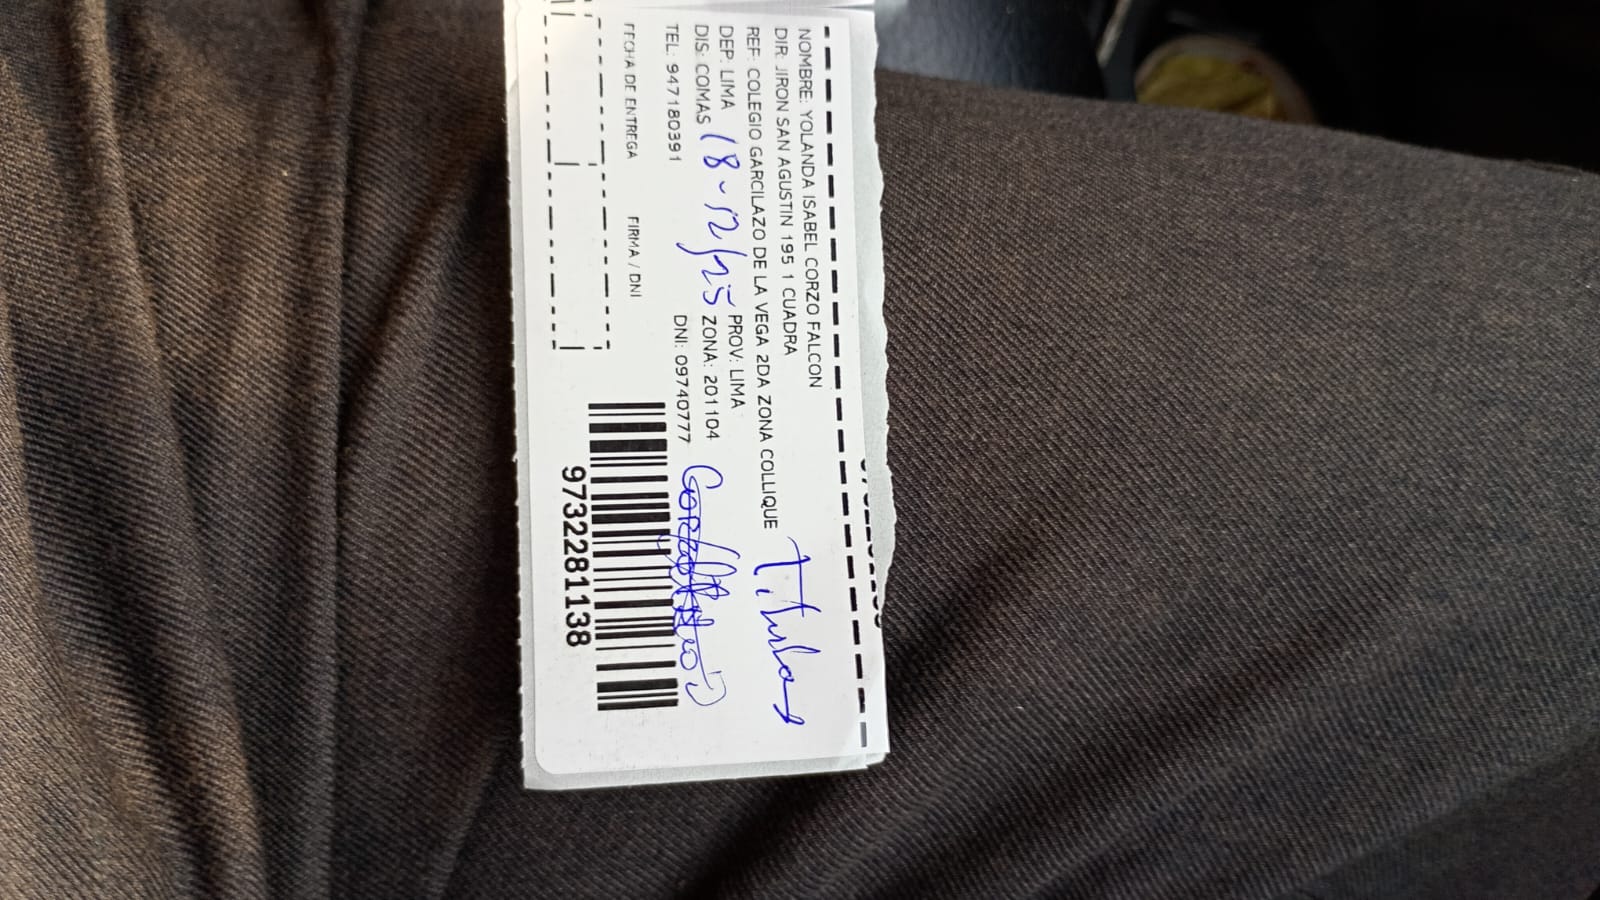 NOMBRE: YOLANDA ISABEL CORZO FALCON
DIR: JIRON SAN AGUSTIN 195 1 CUADRA
REF: COLEGIO GARCILAZO DE LA VEGA 2DA ZONA COLLIQUE
Titular
DEP: LIMA PROV: LIMA
DIS: COMAS ZONA: 201104
18-12/25
TEL: 947180391 DNI: 09740777
FECHA DE ENTREGA FIRMA / DNI
97322281138